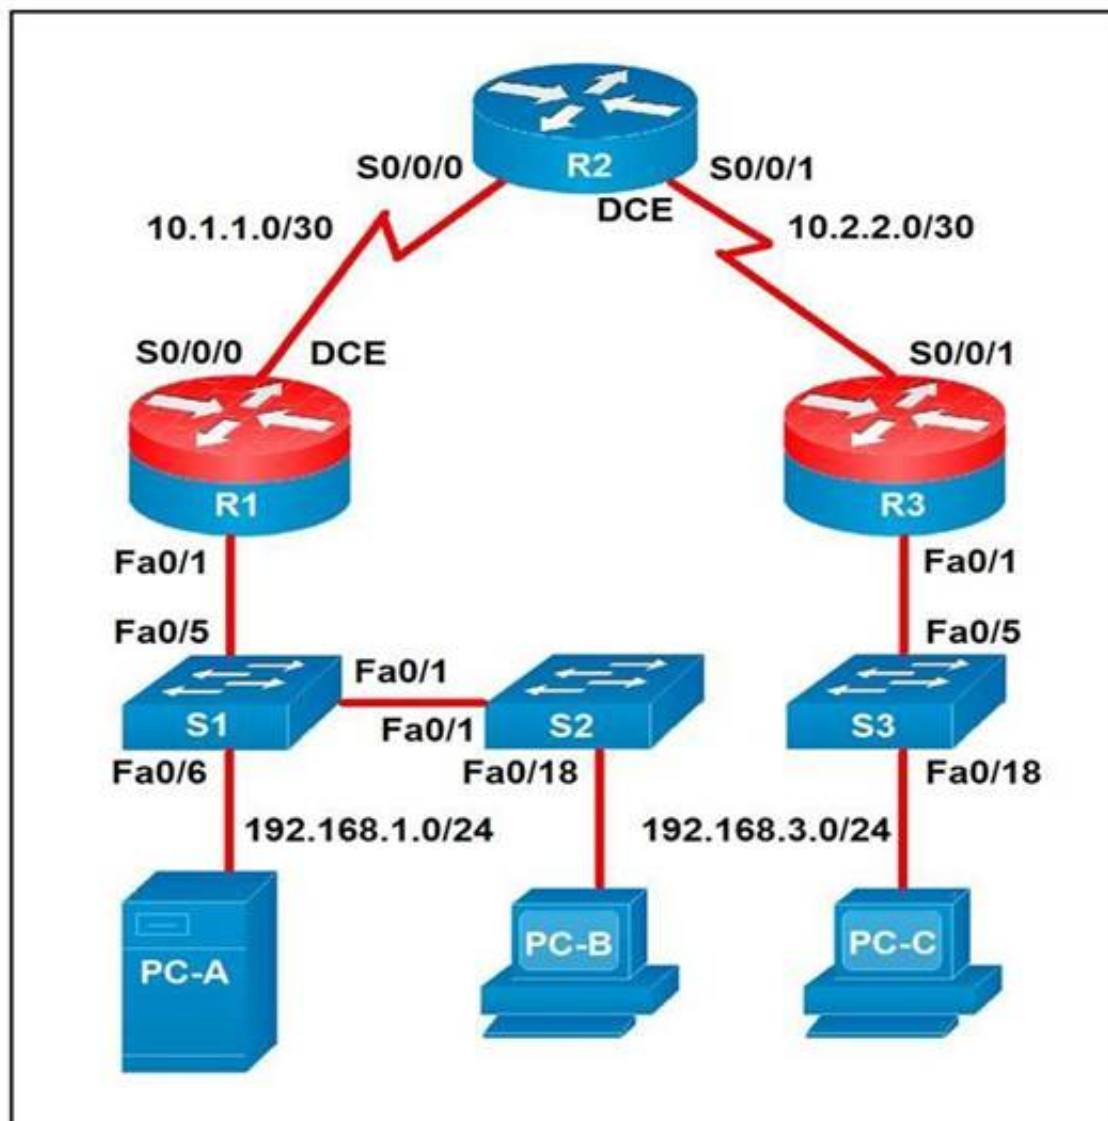 R2
S0/0/0
S0/0/1
DCE
10.1.1.0/30
10.2.2.0/30
S0/0/0
DCE
S0/0/1
R1
R3
Fa0/1
Fa0/1
Fa0/5
Fa0/5
Fa0/1
S1
Fa0/1
S2
S3
Fa0/6
Fa0/18
Fa0/18
192.168.1.0/24
192.168.3.0/24
PC-A
PC-B
PC-C